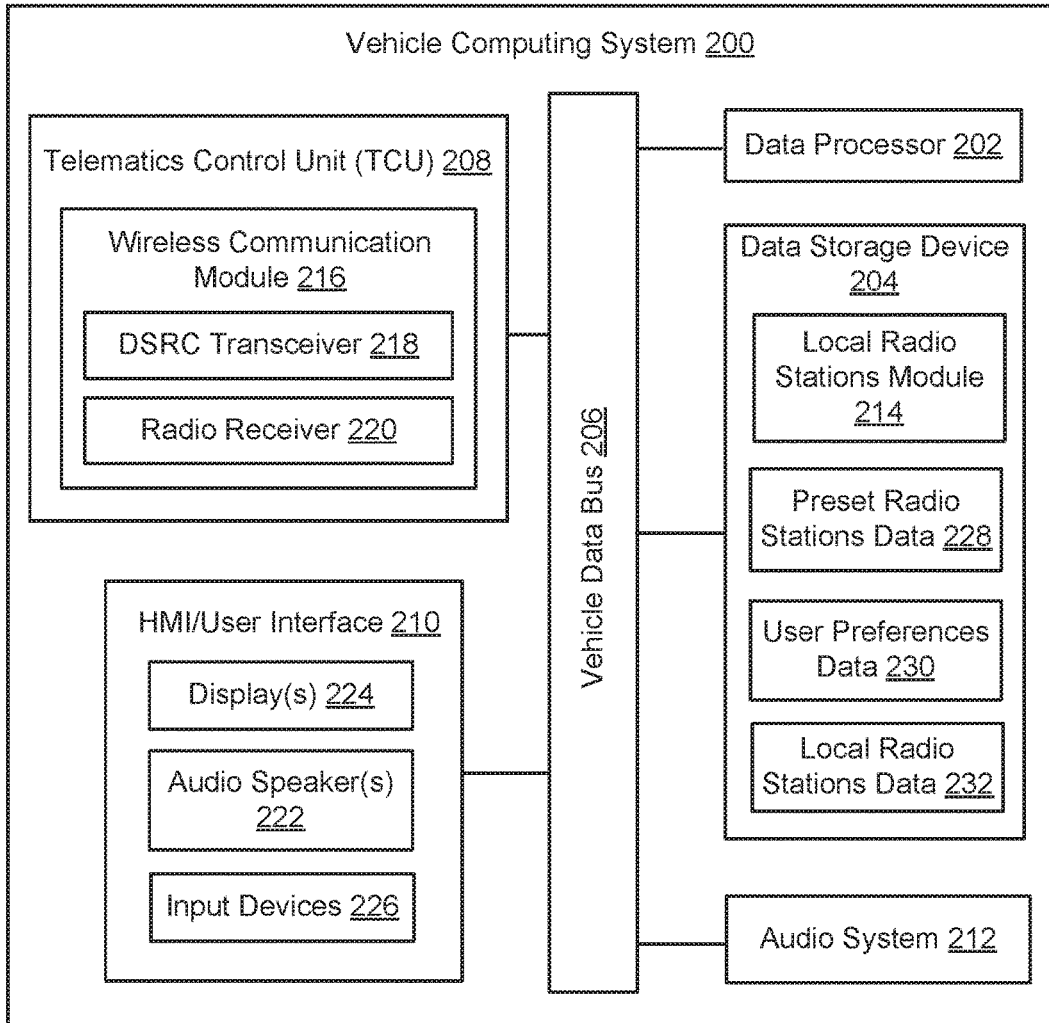 Vehicle Computing System 200
Telematics Control Unit (TCU) 208
Wireless Communication
Module 216
DSRC Transceiver 218
Radio Receiver 220
HMI/User Interface 210
Display(s) 224
Audio Speaker(s)
222
Input Devices 226
Vehicle Data Bus 206
Data Processor 202
Data Storage Device
204
Local Radio
Stations Module
214
Preset Radio
Stations Data 228
User Preferences
Data 230
Local Radio
Stations Data 232
Audio System 212